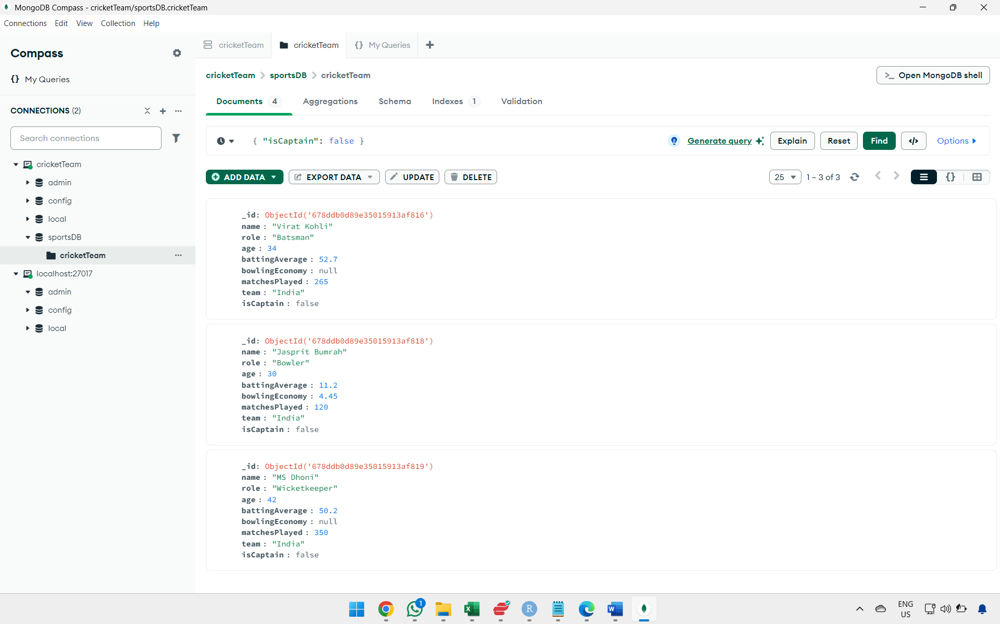 MongoDB Compass - cricketTeam/sportsDB.cricketTeam
Connections Edit View Collection Help
Compass
{} My Queries
CONNECTIONS (2)
Search connections
cricketTeam
admin
config
local
sportsDB
cricketTeam
localhost:27017
admin
config
local
cricketTeam
cricketTeam
{} My Queries
cricketTeam > sportsDB > cricketTeam
>_ Open MongoDB shell
Documents 4 Aggregations Schema Indexes 1 Validation
{ "isCaptain": false }
Generate query Explain Reset Find </> Options
ADD DATA EXPORT DATA UPDATE DELETE
25 1 – 3 of 3 {}
_id: ObjectId('678ddb0d89e35015913af816')
name : "Virat Kohli"
role : "Batsman"
age : 34
battingAverage : 52.7
bowlingEconomy : null
matchesPlayed : 265
team : "India"
isCaptain : false
_id: ObjectId('678ddb0d89e35015913af818')
name : "Jasprit Bumrah"
role : "Bowler"
age : 30
battingAverage : 11.2
bowlingEconomy : 4.45
matchesPlayed : 120
team : "India"
isCaptain : false
_id: ObjectId('678ddb0d89e35015913af819')
name : "MS Dhoni"
role : "Wicketkeeper"
age : 42
battingAverage : 50.2
bowlingEconomy : null
matchesPlayed : 350
team : "India"
isCaptain : false
1
R
ENG
US